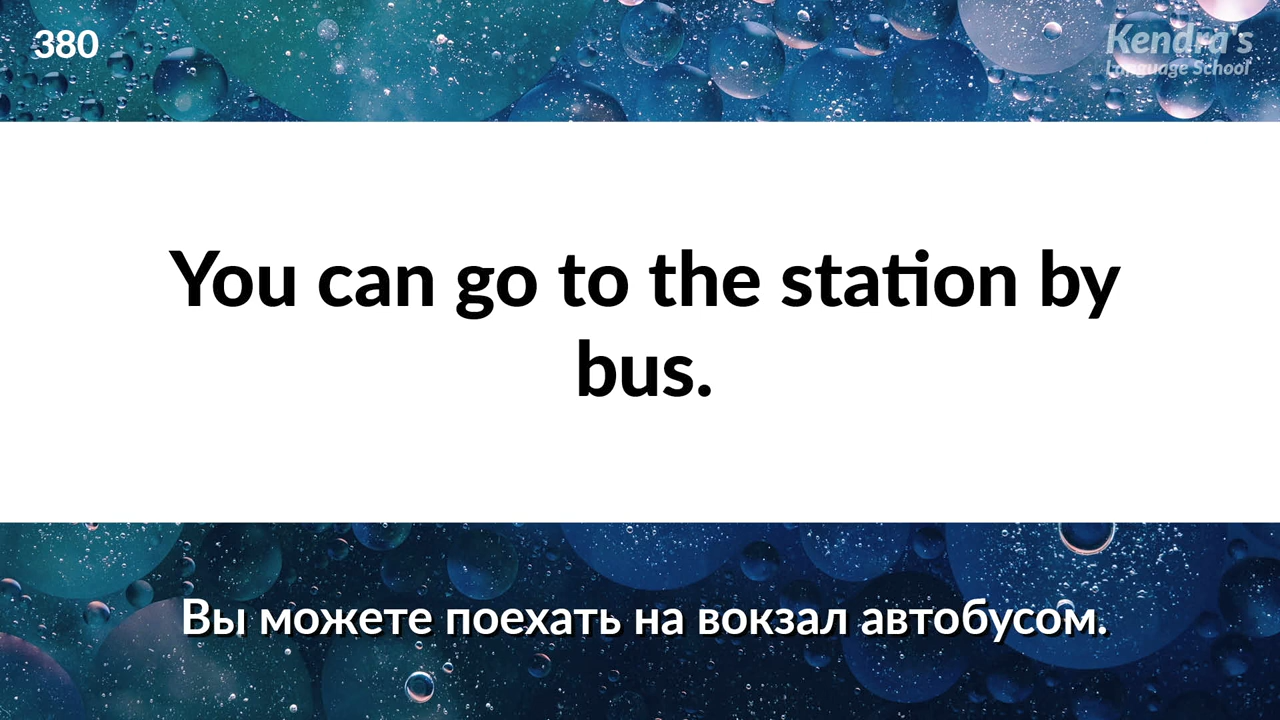 380
Kendra's
Language School
You can go to the station by
bus.
Вы можете поехать на вокзал автобусом.